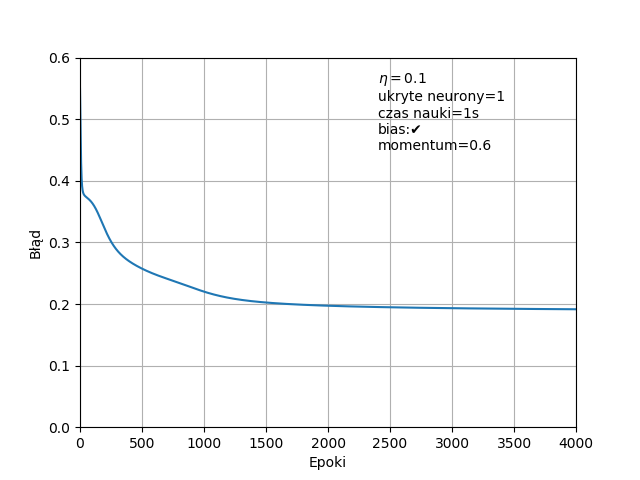 0.6
0.5
0.4
0.3
0.2
0.1
0.0
Błąd
η = 0.1
ukryte neurony=1
czas nauki=1s
bias:✔
momentum=0.6
0 500 1000 1500 2000 2500 3000 3500 4000
Epoki